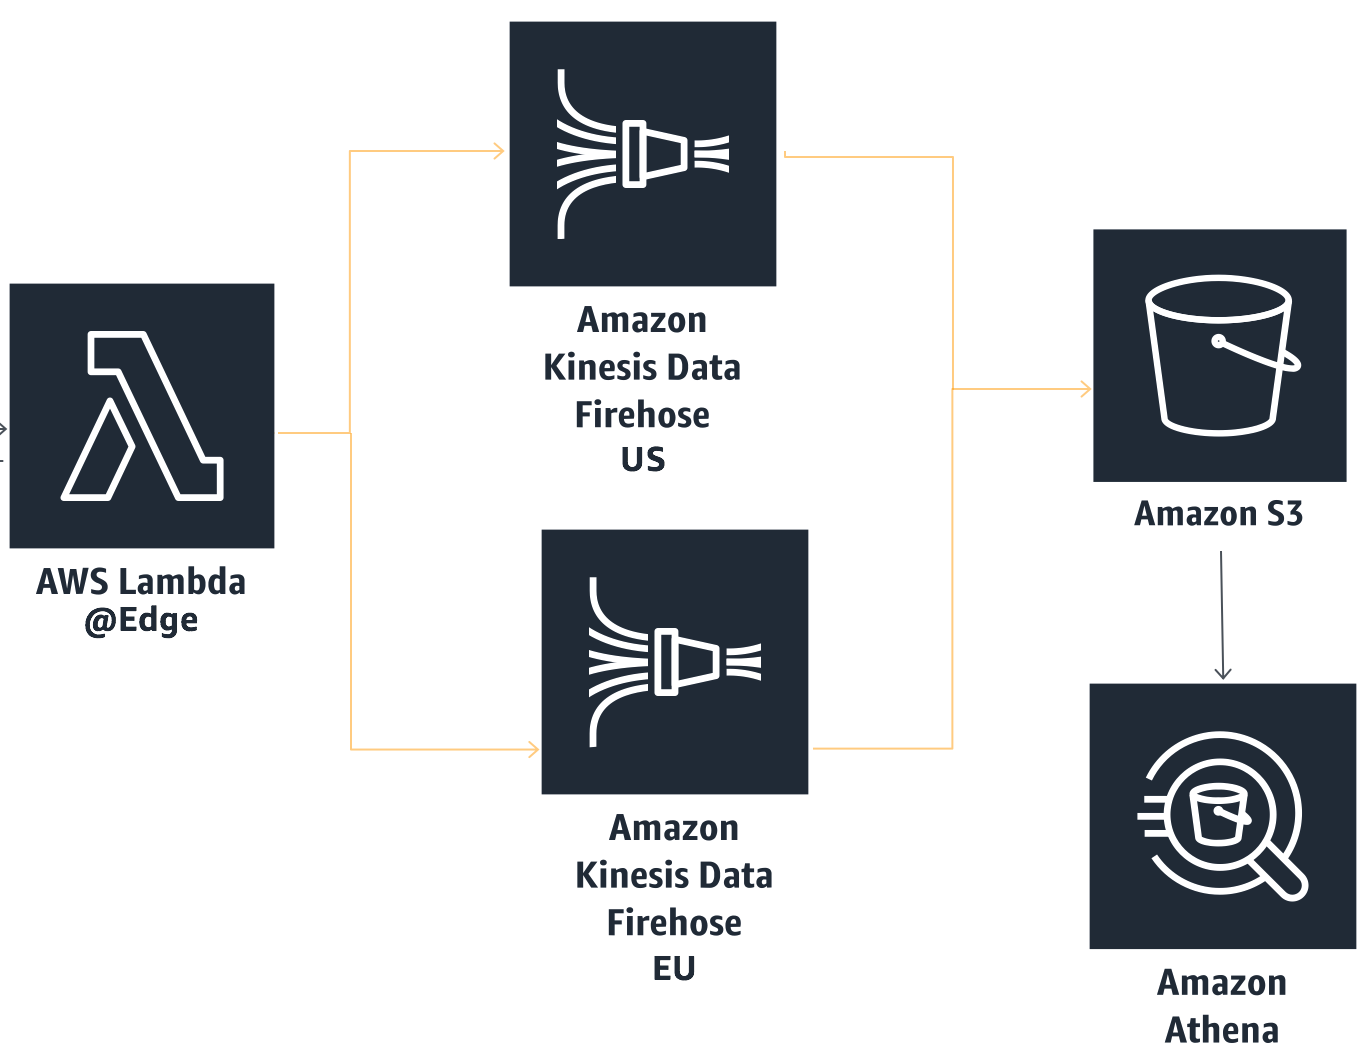 AWS Lambda
@Edge
Amazon
Kinesis Data
Firehose
US
Amazon
Kinesis Data
Firehose
EU
Amazon S3
Amazon
Athena